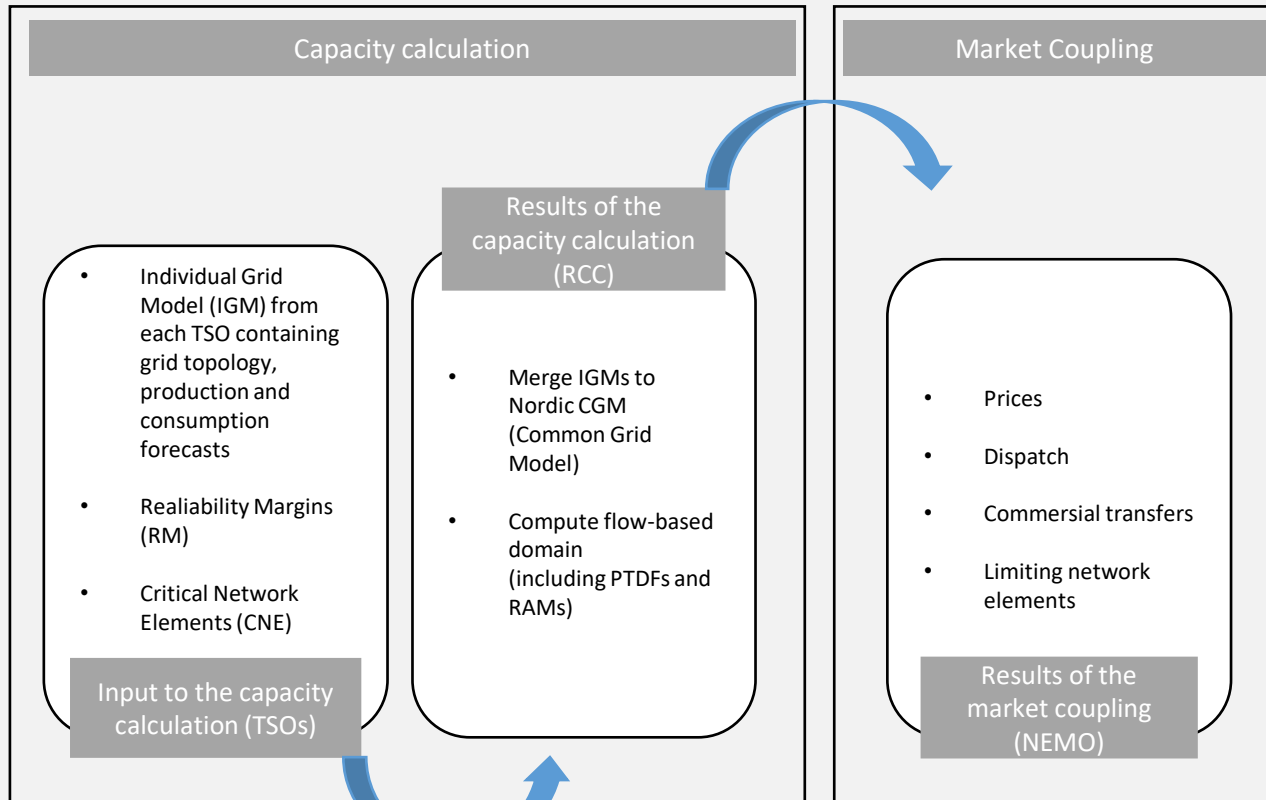 Capacity calculation
Market Coupling
• Individual Grid
Model (IGM) from
each TSO containing
grid topology,
production and
consumption
forecasts
• Realiability Margins
(RM)
• Critical Network
Elements (CNE)
Input to the capacity
calculation (TSOs)
Results of the
capacity calculation
(RCC)
• Merge IGMs to
Nordic CGM
(Common Grid
Model)
• Compute flow-based
domain
(including PTDFs and
RAMs)
• Prices
• Dispatch
• Commersial transfers
• Limiting network
elements
Results of the
market coupling
(NEMO)